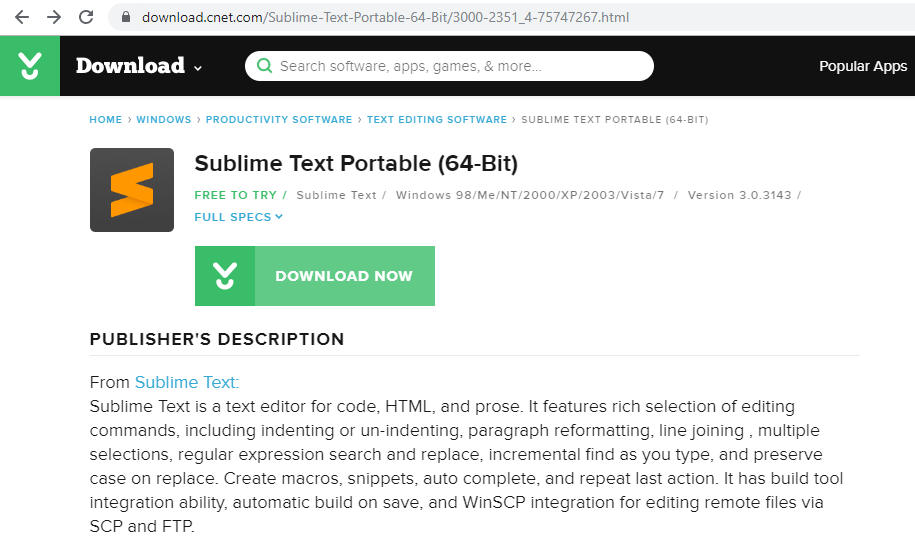 download.cnet.com/Sublime-Text-Portable-64-Bit/3000-2351_4-75747267.html
Download
Search software, apps, games, & more...
Popular Apps
HOME › WINDOWS › PRODUCTIVITY SOFTWARE › TEXT EDITING SOFTWARE › SUBLIME TEXT PORTABLE (64-BIT)
Sublime Text Portable (64-Bit)
FREE TO TRY / Sublime Text / Windows 98/Me/NT/2000/XP/2003/Vista/7 / Version 3.0.3143 /
FULL SPECS
DOWNLOAD NOW
PUBLISHER'S DESCRIPTION
From Sublime Text:
Sublime Text is a text editor for code, HTML, and prose. It features rich selection of editing
commands, including indenting or un-indenting, paragraph reformatting, line joining , multiple
selections, regular expression search and replace, incremental find as you type, and preserve
case on replace. Create macros, snippets, auto complete, and repeat last action. It has build tool
integration ability, automatic build on save, and WinSCP integration for editing remote files via
SCP and FTP.